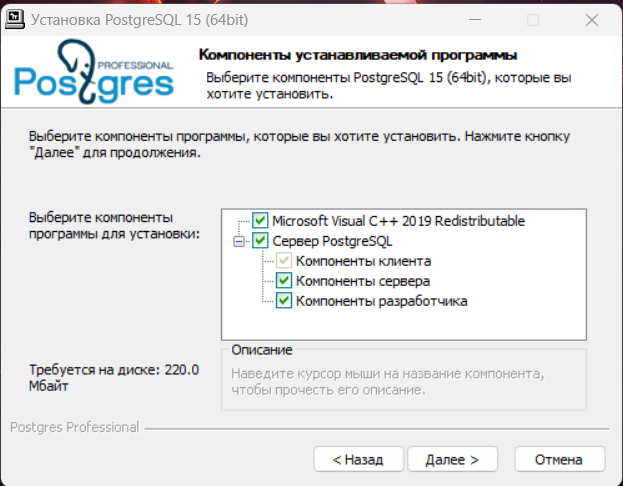 Установка PostgreSQL 15 (64bit)
PROFESSIONAL
Postgres
Компоненты устанавливаемой программы
Выберите компоненты PostgreSQL 15 (64bit), которые вы
хотите установить.
Выберите компоненты программы, которые вы хотите установить. Нажмите кнопку
"Далее" для продолжения.
Выберите компоненты
программы для установки:
Microsoft Visual C++ 2019 Redistributable
Сервер PostgreSQL
Компоненты клиента
Компоненты сервера
Компоненты разработчика
Требуется на диске: 220.0
Мбайт
Описание
Наведите курсор мыши на название компонента,
чтобы прочесть его описание.
Postgres Professional
< Назад
Далее >
Отмена